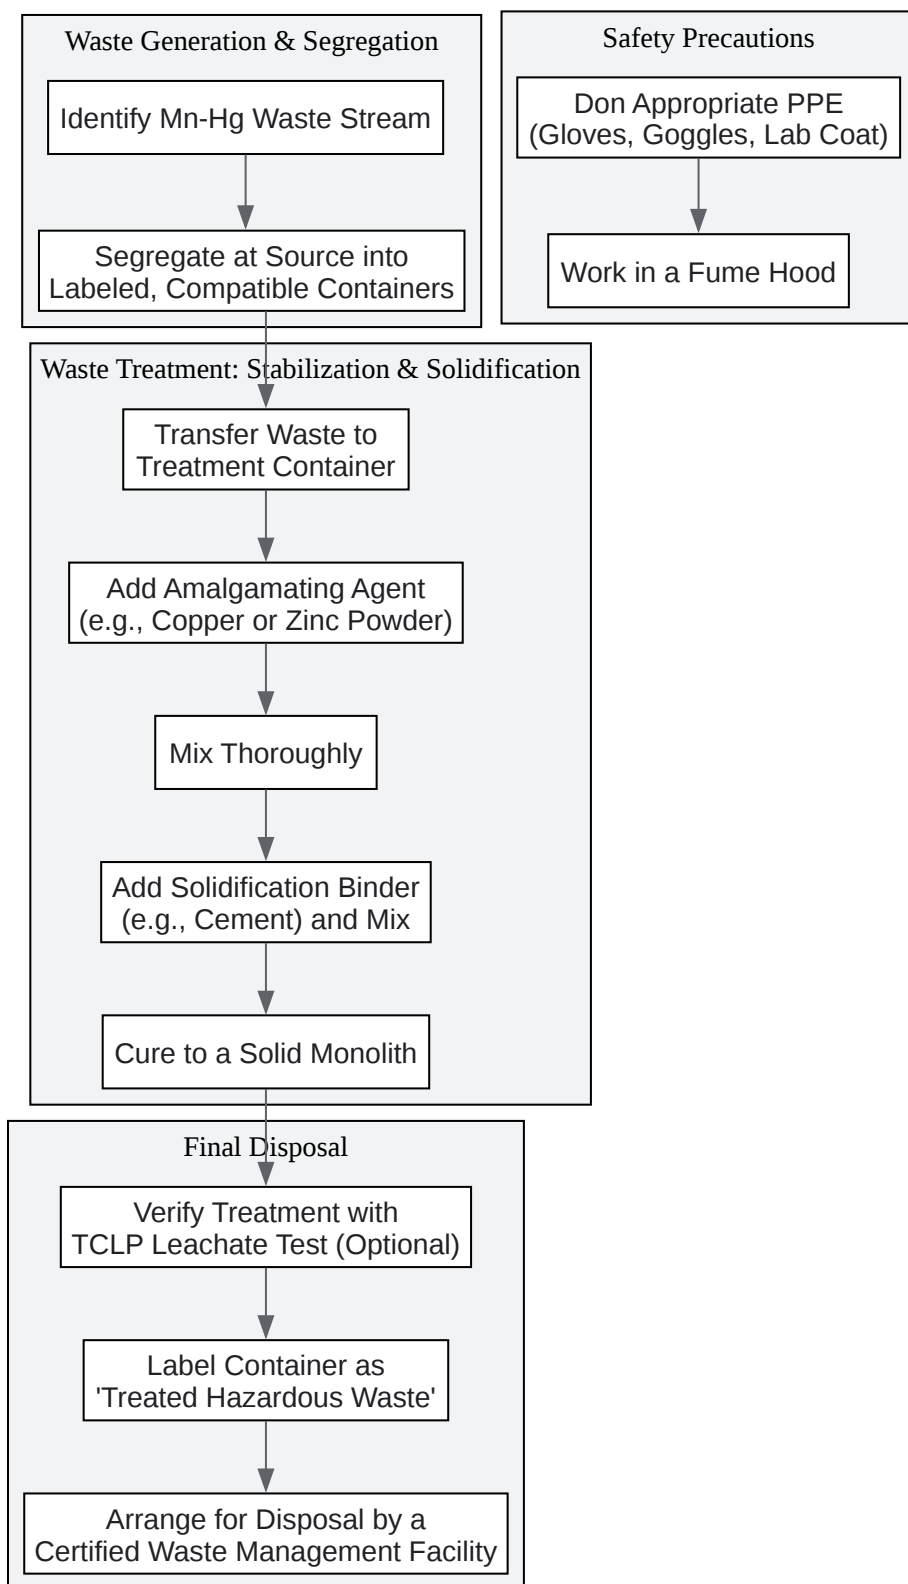 Waste Generation & Segregation
Identify Mn-Hg Waste Stream
Segregate at Source into
Labeled, Compatible Containers
Safety Precautions
Don Appropriate PPE
(Gloves, Goggles, Lab Coat)
Work in a Fume Hood
Waste Treatment: Stabilization & Solidification
Transfer Waste to
Treatment Container
Add Amalgamating Agent
(e.g., Copper or Zinc Powder)
Mix Thoroughly
Add Solidification Binder
(e.g., Cement) and Mix
Cure to a Solid Monolith
Final Disposal
Verify Treatment with
TCLP Leachate Test (Optional)
Label Container as
'Treated Hazardous Waste'
Arrange for Disposal by a
Certified Waste Management Facility